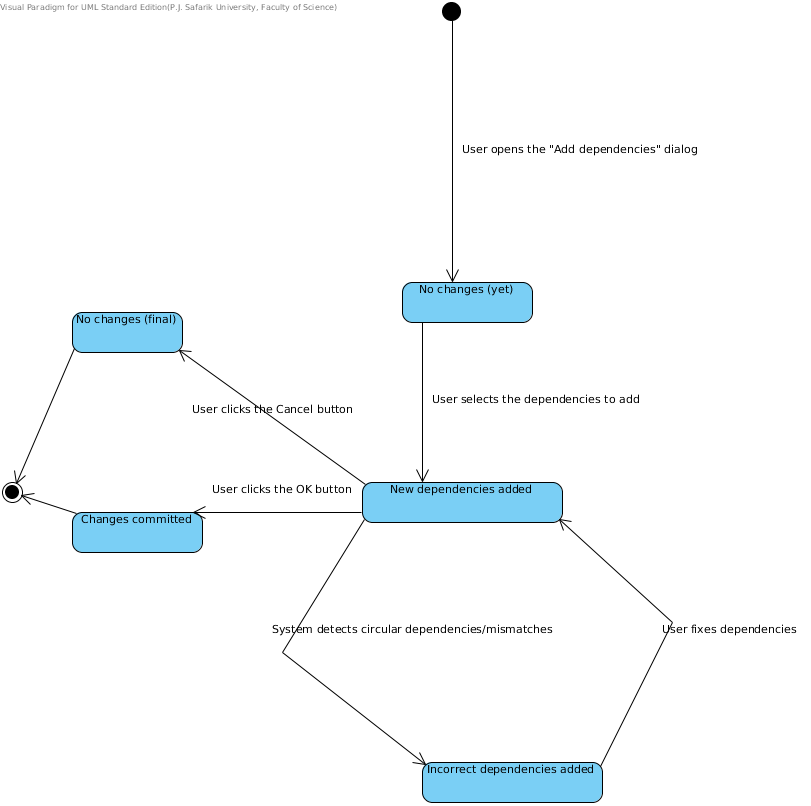 Visual Paradigm for UML Standard Edition(P.J. Safarik University, Faculty of Science)
User opens the "Add dependencies" dialog
No changes (yet)
No changes (final)
User selects the dependencies to add
User clicks the Cancel button
User clicks the OK button
New dependencies added
Changes committed
System detects circular dependencies/mismatches
User fixes dependencies
Incorrect dependencies added